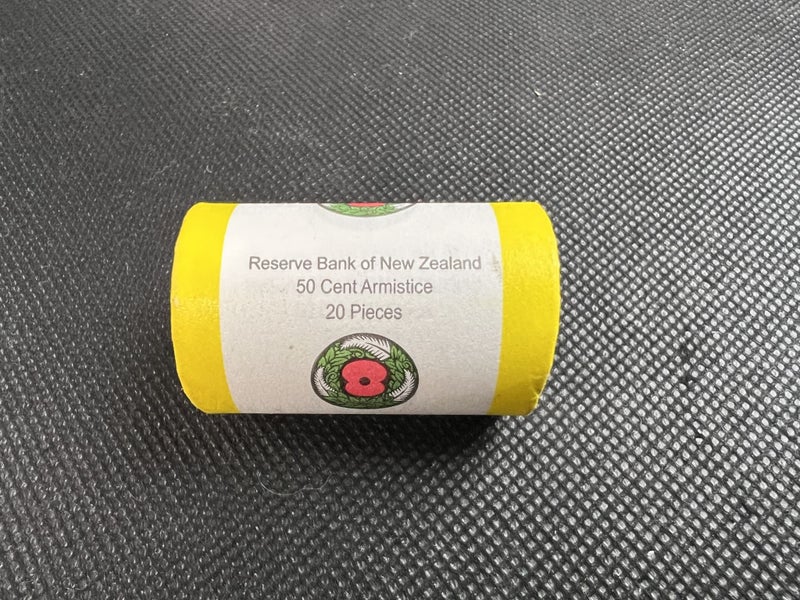 Reserve Bank of New Zealand
50 Cent Armistice
20 Pieces